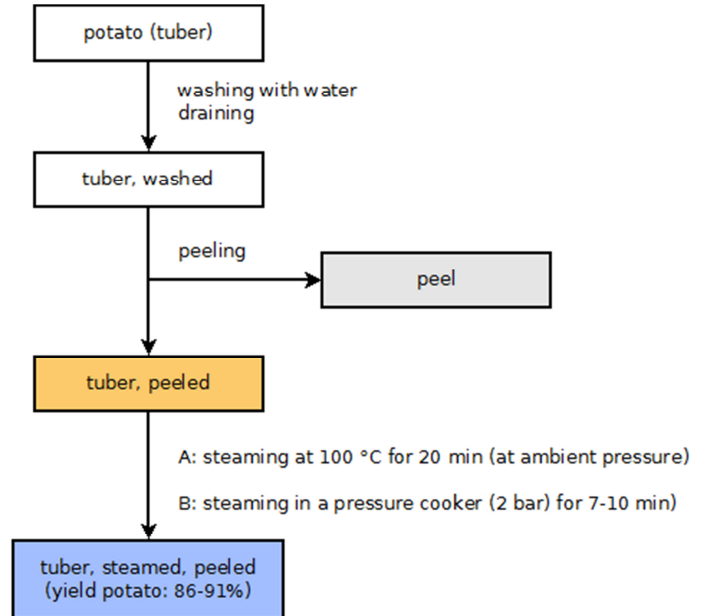 potato (tuber)
washing with water
draining
tuber, washed
peeling
peel
tuber, peeled
A: steaming at 100 °C for 20 min (at ambient pressure)
B: steaming in a pressure cooker (2 bar) for 7-10 min)
tuber, steamed, peeled
(yield potato: 86-91%)